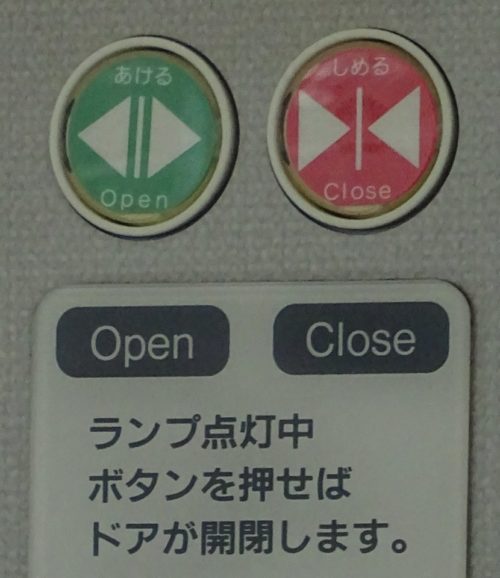 あける
Open
しめる
Close
Open
Close
ランプ点灯中
ボタンを押せば
ドアが開閉します。